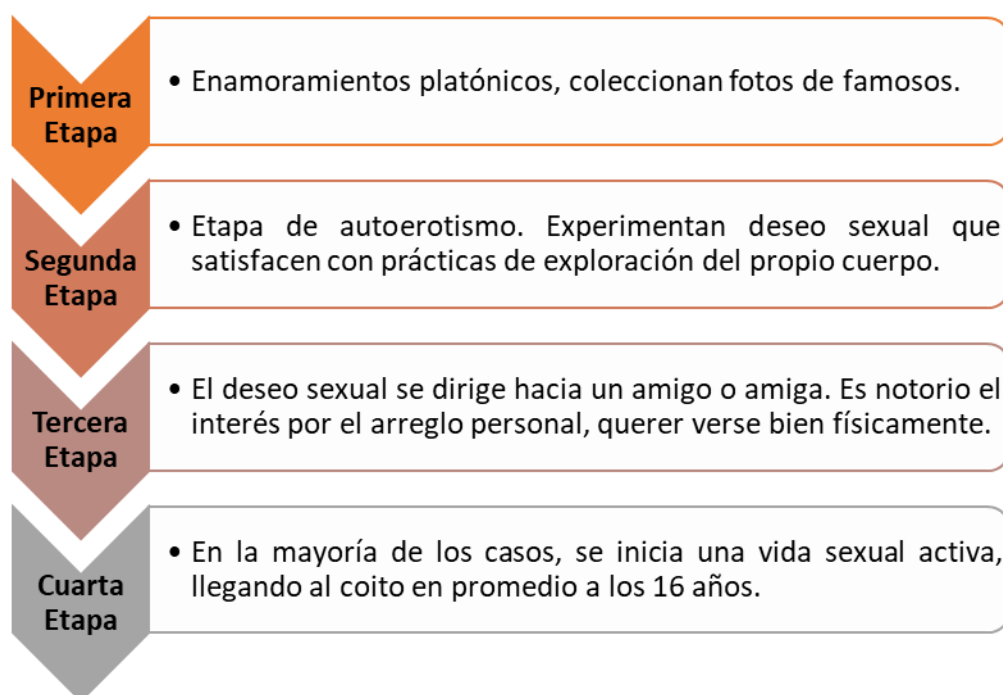 Primera
Etapa
• Enamoramientos platónicos, coleccionan fotos de famosos.
Segunda
Etapa
• Etapa de autoerotismo. Experimentan deseo sexual que
satisfacen con prácticas de exploración del propio cuerpo.
Tercera
Etapa
• El deseo sexual se dirige hacia un amigo o amiga. Es notorio el
interés por el arreglo personal, querer verse bien físicamente.
Cuarta
Etapa
• En la mayoría de los casos, se inicia una vida sexual activa,
llegando al coito en promedio a los 16 años.